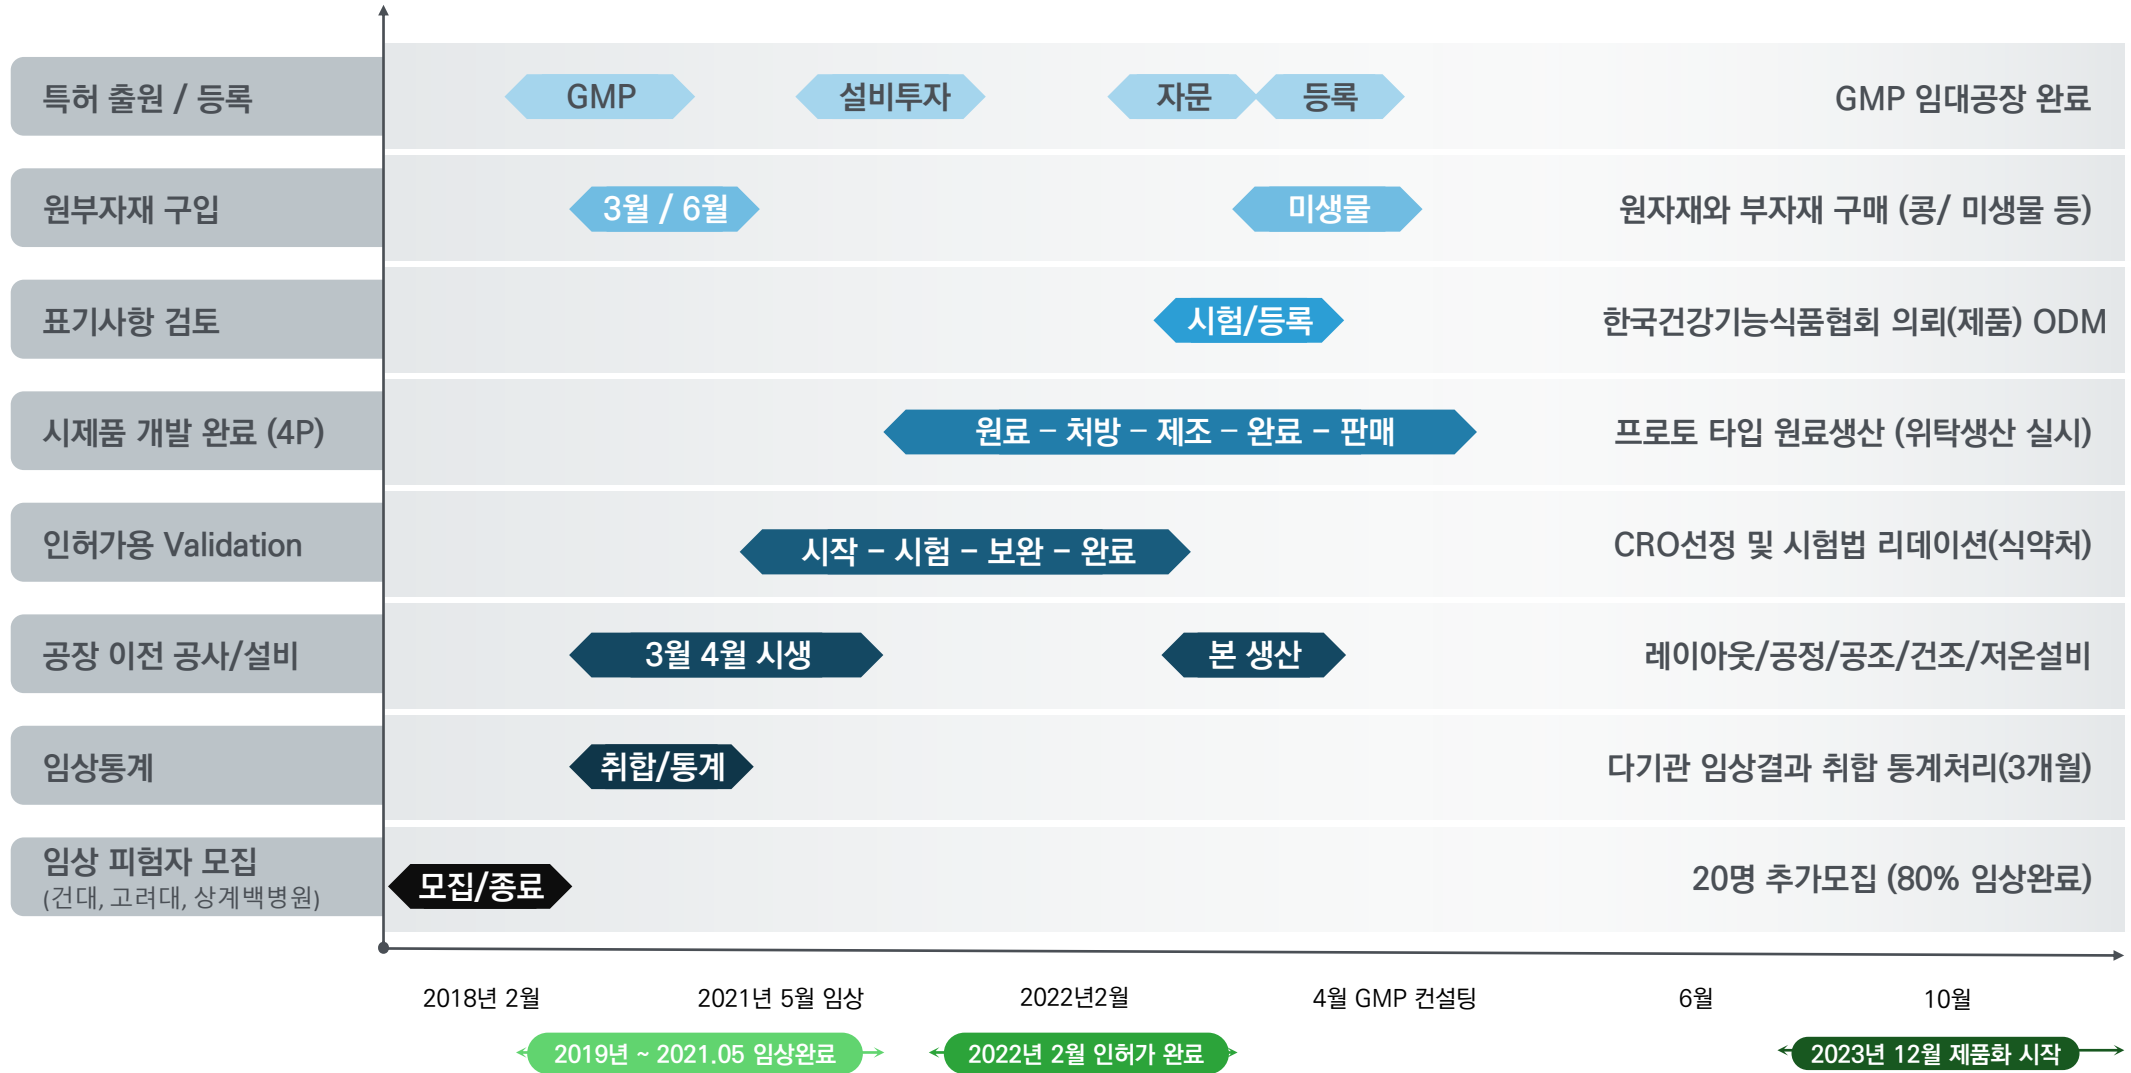 특허 출원 / 등록
GMP
설비투자
자문
등록
GMP 임대공장 완료
원부자재 구입
3월 / 6월
미생물
원자재와 부자재 구매 (콩/ 미생물 등)
표기사항 검토
시험/등록
한국건강기능식품협회 의뢰(제품) ODM
시제품 개발 완료 (4P)
원료 – 처방 – 제조 – 완료 – 판매
프로토 타입 원료생산 (위탁생산 실시)
인허가용 Validation
시작 – 시험 – 보완 – 완료
CRO선정 및 시험법 리데이션(식약처)
공장 이전 공사/설비
3월 4월 시생
본 생산
레이아웃/공정/공조/건조/저온설비
임상통계
취합/통계
다기관 임상결과 취합 통계처리(3개월)
임상 피험자 모집
(건대, 고려대, 상계백병원)
모집/종료
20명 추가모집 (80% 임상완료)
2018년 2월
2021년 5월 임상
2022년2월
4월 GMP 컨설팅
6월
10월
2019년 ~ 2021.05 임상완료
2022년 2월 인허가 완료
2023년 12월 제품화 시작